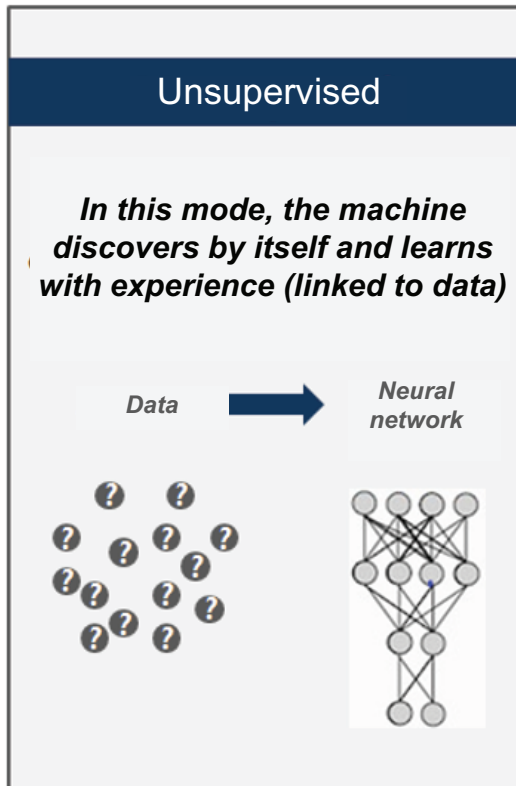 Unsupervised
In this mode, the machine
discovers by itself and learns
with experience (linked to data)
Data
Neural
network
? ?
? ? ? ?
?
? ? ? ?
? ? ?